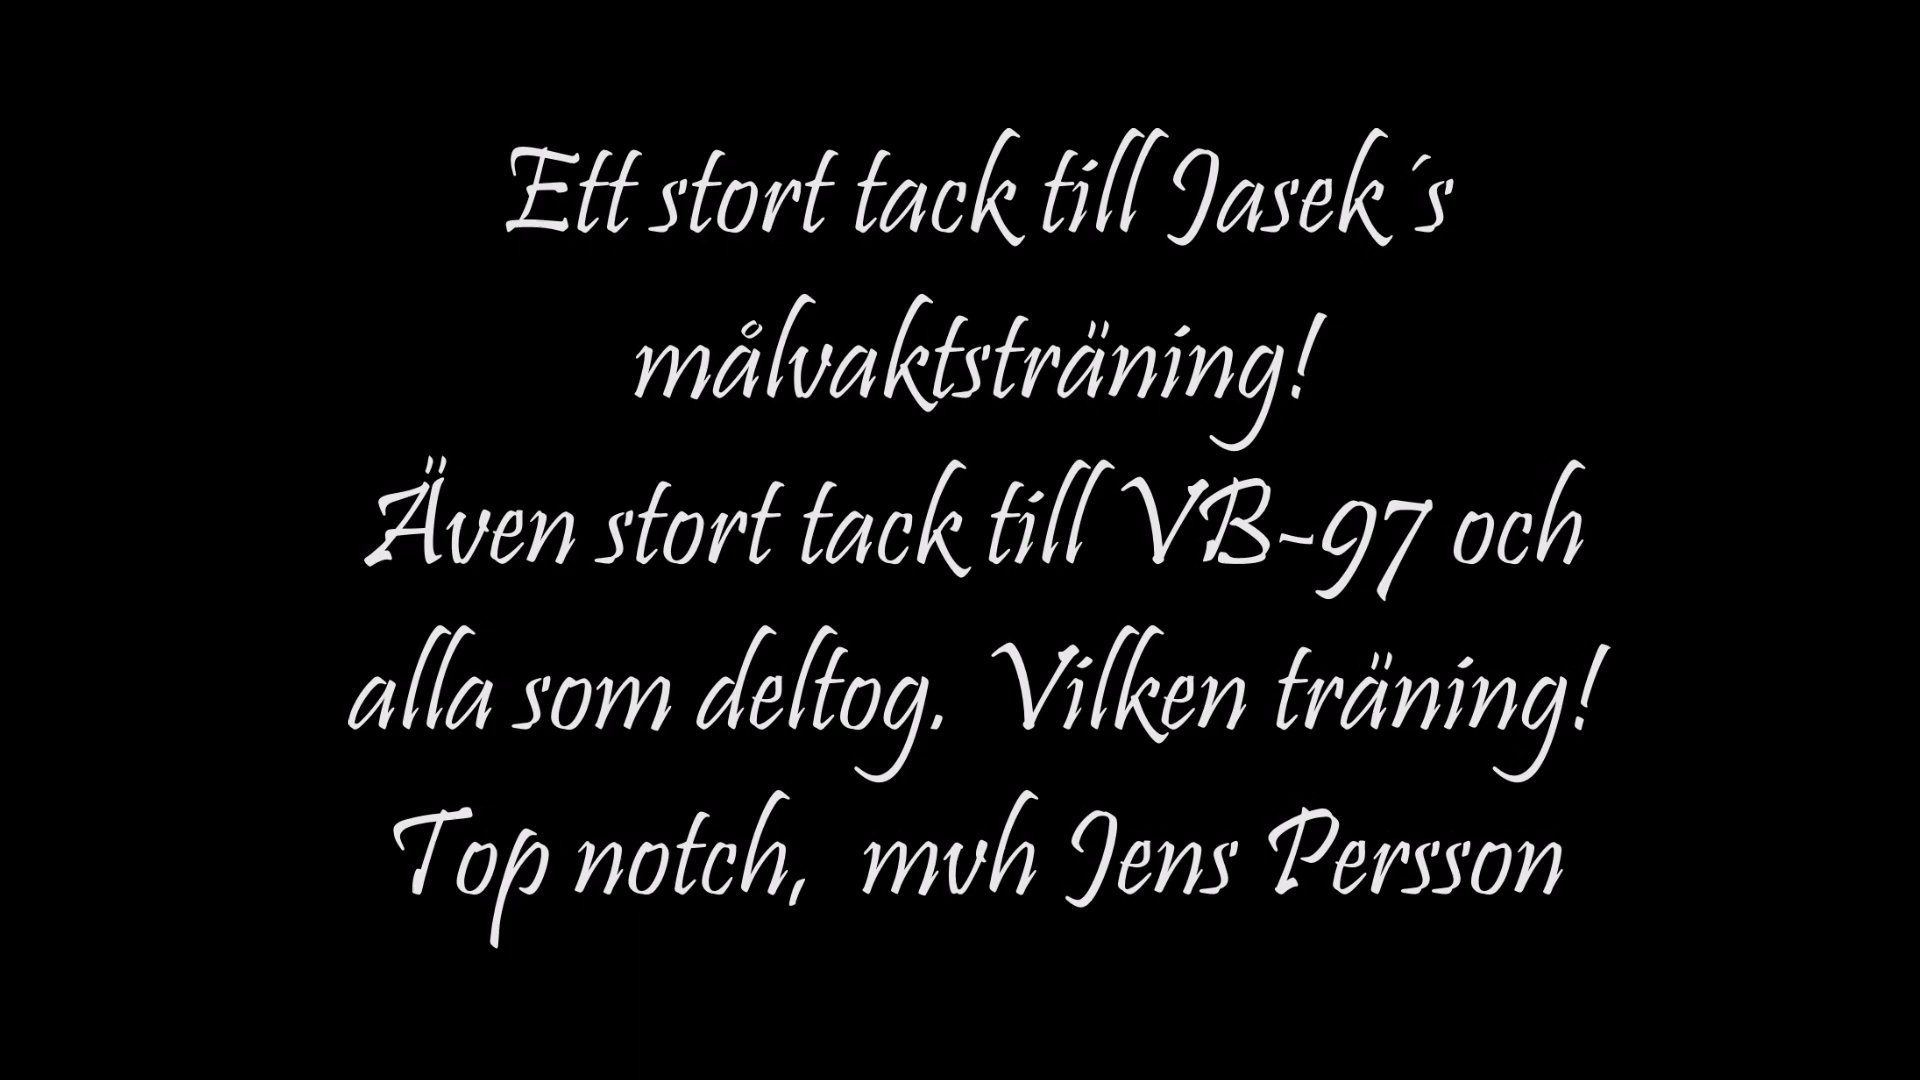 Ett stort tack till Jasek´s
målvaktsträning!
Även stort tack till VB-97 och
alla som deltog.  Vilken träning!
Top notch,  mvh Jens Persson